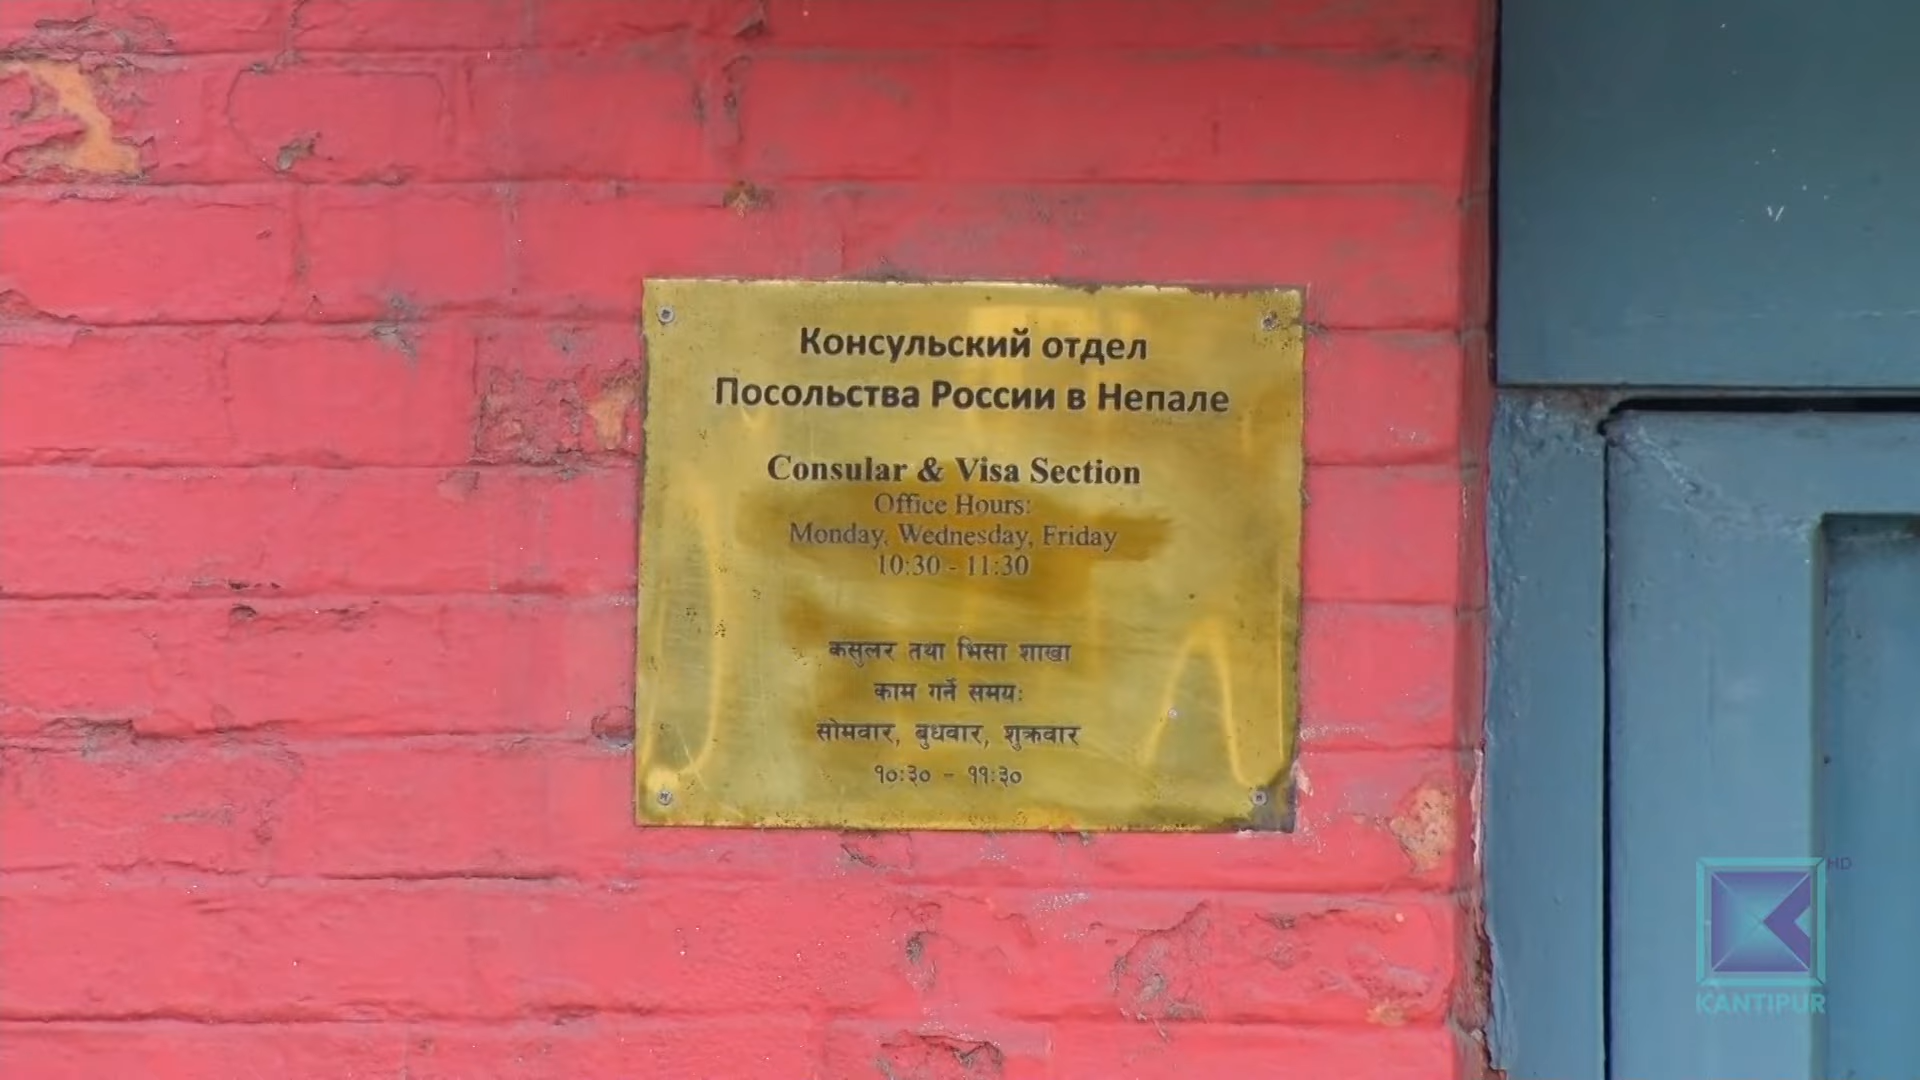 Консульский отдел
Посольства России в Непале
Consular & Visa Section
Office Hours:
Monday, Wednesday, Friday
10:30 - 11:30
कसुलर तथा भिसा शाखा
काम गर्ने समय:
सोमवार, बुधवार, शुक्रवार
१०:३० - ११:३०
HD
KANTIPUR